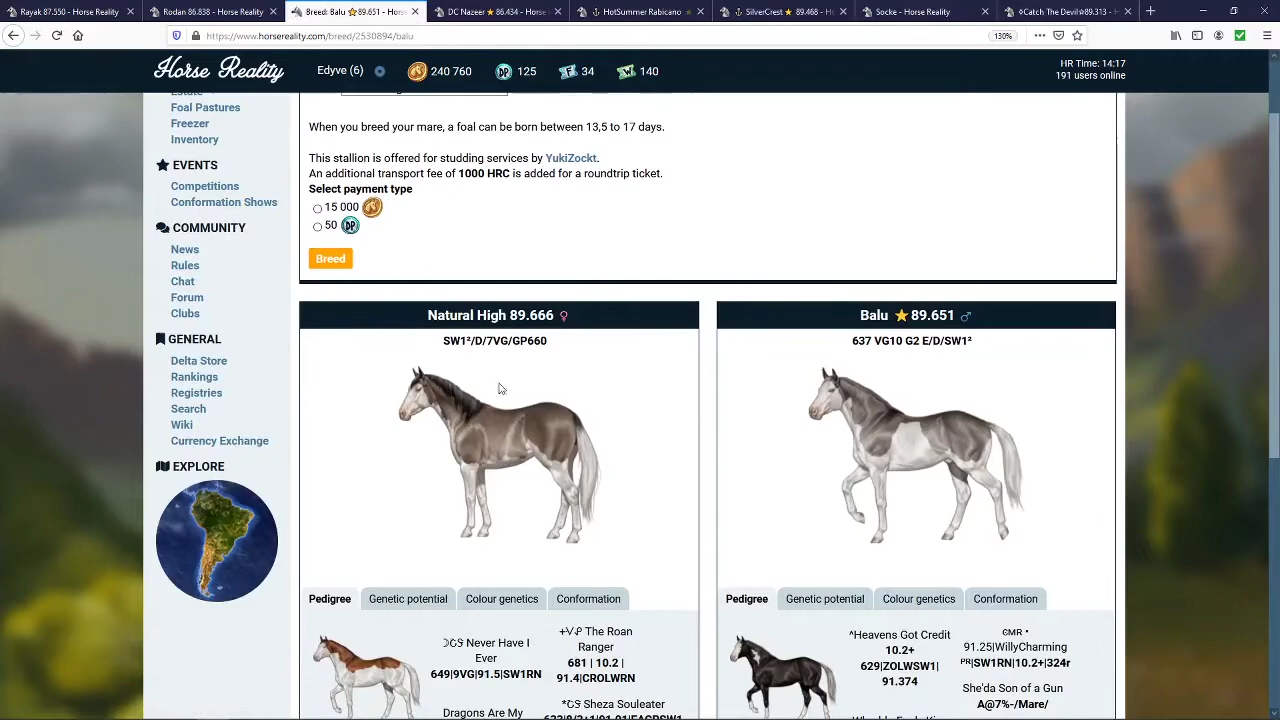 Rayak 87.550 - Horse Reality
Rodan 86.838 - Horse Reality
Breed: Balu ⭐89.651 - Hors
DC Nazeer ⭐ 86.434 - Horse
HotSummer Rabicano
SilverCrest ⭐ 89.468 - Hor
Socke - Horse Reality
Catch The Devil☆89.313 - H
https://www.horsereality.com/breed/2530894/balu
130%
Horse Reality
Edyve (6)
240 760
DP
125
34
140
HR Time: 14:17
191 users online
Estate
Foal Pastures
Freezer
Inventory
EVENTS
Competitions
Conformation Shows
COMMUNITY
News
Rules
Chat
Forum
Clubs
GENERAL
Delta Store
Rankings
Registries
Search
Wiki
Currency Exchange
EXPLORE
When you breed your mare, a foal can be born between 13,5 to 17 days.
This stallion is offered for studding services by YukiZockt.
An additional transport fee of 1000 HRC is added for a roundtrip ticket.
Select payment type
15 000
50 DP
Breed
Natural High 89.666 ♀
SW1²/D/7VG/GP660
Pedigree
Genetic potential
Colour genetics
Conformation
Never Have I
Ever
649|9VG|91.5|SW1RN
Dragons Are My
The Roan
Ranger
681 | 10.2 |
91.4|CROLWRN
Sheza Souleater
Balu ⭐89.651 ♂
637 VG10 G2 E/D/SW1²
Pedigree
Genetic potential
Colour genetics
Conformation
^Heavens Got Credit
10.2+
629|ZOLWSW1|
91.374
ЄMR •
91.25|WillyCharming
ᴾᴿ|SW1RN|10.2+|324r
She'da Son of a Gun
A@7%-/Mare/